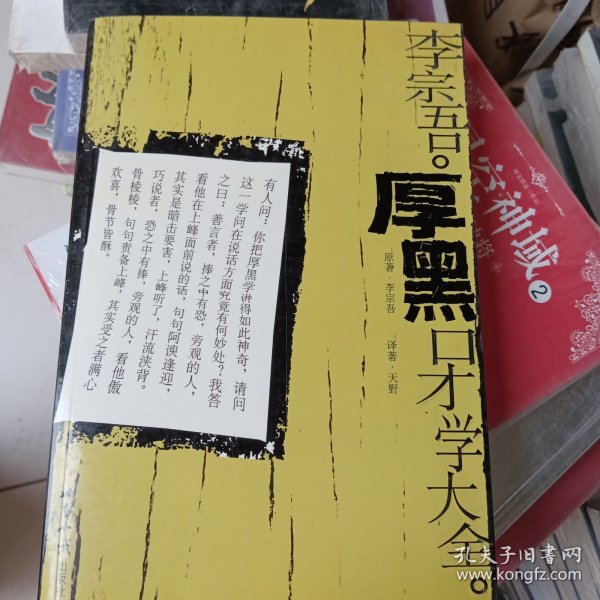 李宗吾。
厚黑
口才学大全。
原著·李宗吾
译著·天野
有人问：你把厚黑学讲得如此神奇，请问
这一学问在说话方面究竟有何妙处？我答
之曰：善言者，捧之中有恐，旁观的人，
看他在上峰面前说的话，句句阿谀逢迎，
其实是暗击要害，上峰听了，汗流浃背。
巧说者，恐之中有捧，旁观的人，看他傲
骨棱棱，句句责备上峰，其实受之者满心
欢喜，骨节皆酥。
出版社
神域
2
孔夫子旧书网
www.kongfz.com